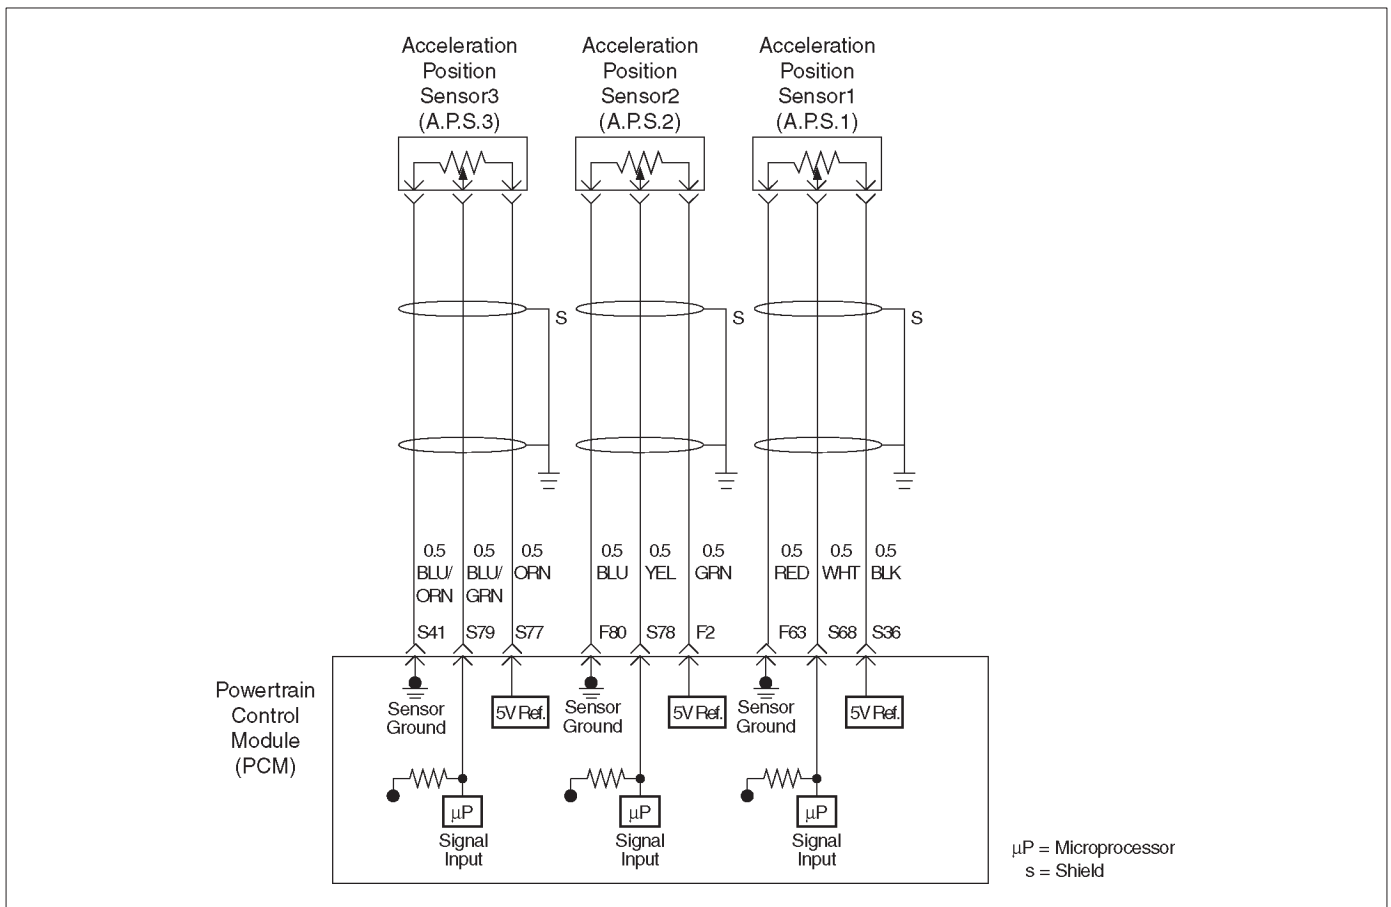 Acceleration
Position
Sensor3
(A.P.S.3)
Acceleration
Position
Sensor2
(A.P.S.2)
Acceleration
Position
Sensor1
(A.P.S.1)
S
S
S
0.5
BLU/
ORN
0.5
BLU/
GRN
0.5
ORN
0.5
BLU
0.5
YEL
0.5
GRN
0.5
RED
0.5
WHT
0.5
BLK
S41
S79
S77
F80
S78
F2
F63
S68
S36
Powertrain
Control
Module
(PCM)
Sensor
Ground
5V Ref.
Sensor
Ground
5V Ref.
Sensor
Ground
5V Ref.
μP
Signal
Input
μP
Signal
Input
μP
Signal
Input
μP = Microprocessor
s = Shield